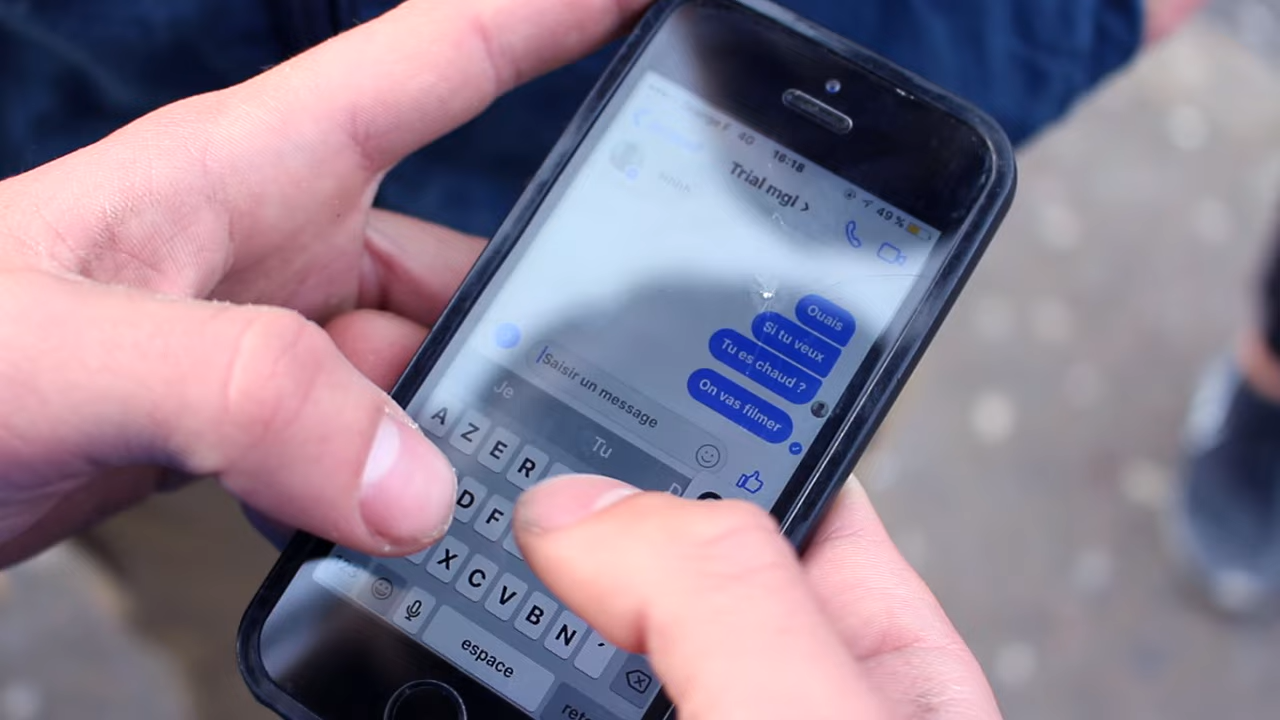 4G 16:18 49 %
Trial mgl >
Ouais
Si tu veux
Tu es chaud ?
On vas filmer
Saisir un message
Je Tu
A Z E R
D F
X C V B N ´
espace